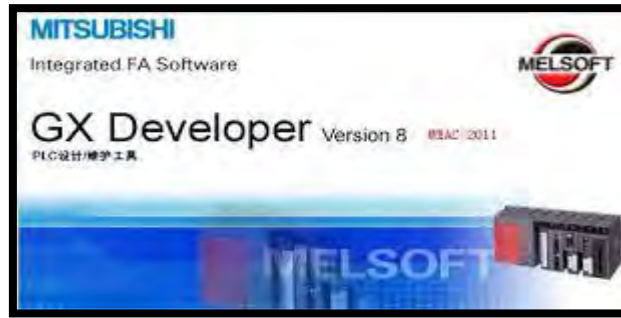 MITSUBISHI
Integrated FA Software
MELSOFT
GX Developer Version 8 2011
PLC设计/维护工具
MELSOFT